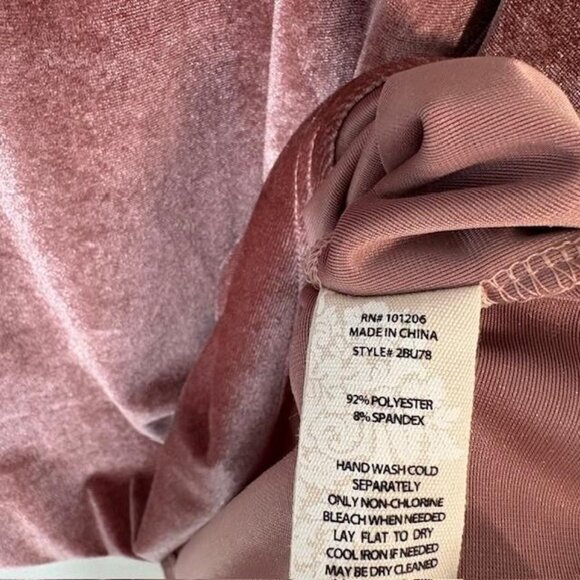 RN# 101206
MADE IN CHINA
STYLE# 2BU78
92% POLYESTER
8% SPANDEX
HAND WASH COLD
SEPARATELY
ONLY NON-CHLORINE
BLEACH WHEN NEEDED
LAY FLAT TO DRY
COOL IRON IF NEEDED
MAY BE DRY CLEANED